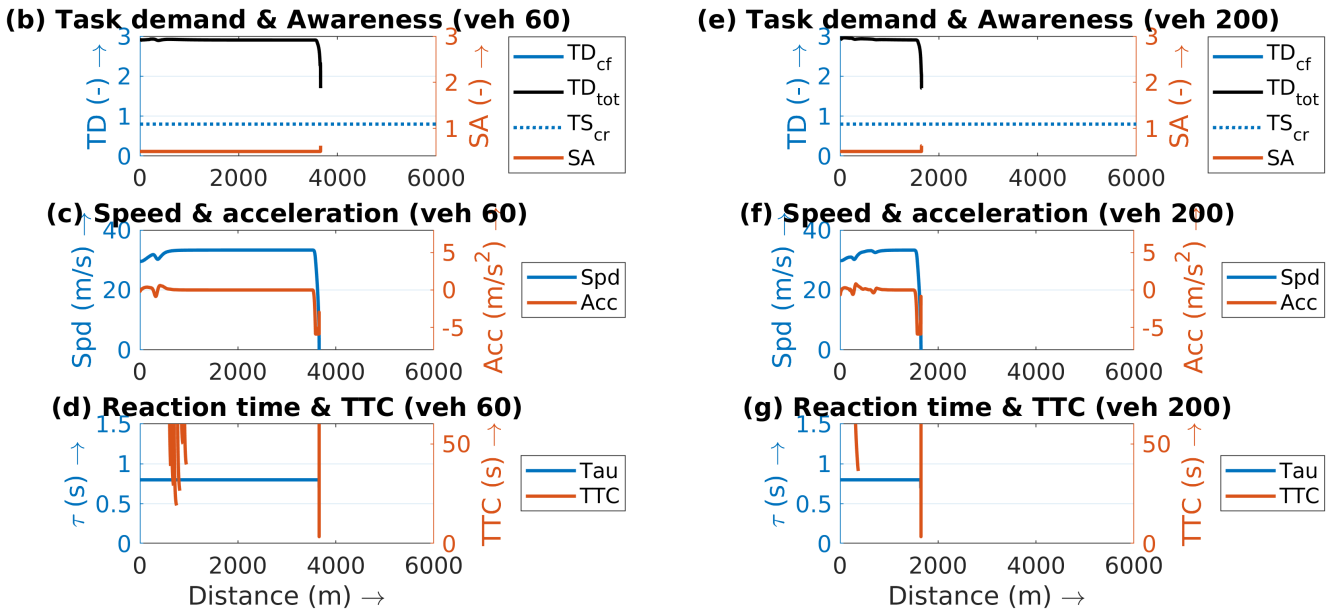 (b) Task demand & Awareness (veh 60)
TD (-) →
3
2
1
0
0
2000
4000
6000
SA (-) →
3
2
1
TD_cf
TD_tot
TS_cr
SA
(c) Speed & acceleration (veh 60)
Spd (m/s) →
40
20
0
0
2000
4000
6000
Acc (m/s²) →
5
0
-5
Spd
Acc
(d) Reaction time & TTC (veh 60)
τ (s) →
1.5
1
0.5
0
0
2000
4000
6000
TTC (s) →
50
0
Tau
TTC
Distance (m) →
(e) Task demand & Awareness (veh 200)
TD (-) →
3
2
1
0
0
2000
4000
6000
SA (-) →
3
2
1
TD_cf
TD_tot
TS_cr
SA
(f) Speed & acceleration (veh 200)
Spd (m/s) →
40
20
0
0
2000
4000
6000
Acc (m/s²) →
5
0
-5
Spd
Acc
(g) Reaction time & TTC (veh 200)
τ (s) →
1.5
1
0.5
0
0
2000
4000
6000
TTC (s) →
50
0
Tau
TTC
Distance (m) →